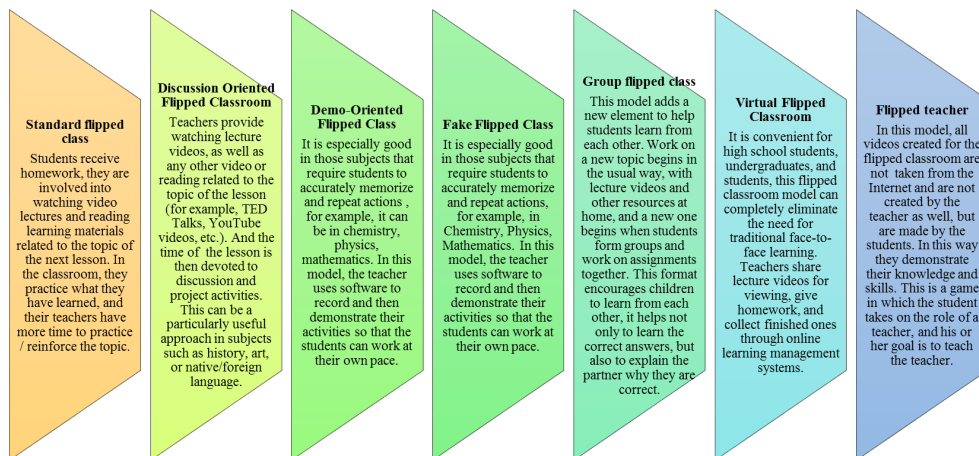 Standard flipped
class
Students receive
homework, they are
involved into
watching video
lectures and reading
learning materials
related to the topic of
the next lesson. In
the classroom, they
practice what they
have learned, and
their teachers have
more time to practice
/ reinforce the topic.
Discussion Oriented
Flipped Classroom
Teachers provide
watching lecture
videos, as well as
any other video or
reading related to the
topic of the lesson
(for example, TED
Talks, YouTube
videos, etc.). And the
time of the lesson is
then devoted to
discussion and
project activities.
This can be a
particularly useful
approach in subjects
such as history, art,
or native/foreign
language.
Demo-Oriented
Flipped Class
It is especially good
in those subjects that
require students to
accurately memorize
and repeat actions ,
for example, it can
be in chemistry,
physics,
mathematics. In this
model, the teacher
uses software to
record and then
demonstrate their
activities so that the
students can work at
their own pace.
Fake Flipped Class
It is especially good
in those subjects that
require students to
accurately memorize
and repeat actions,
for example, in
Chemistry, Physics,
Mathematics. In this
model, the teacher
uses software to
record and then
demonstrate their
activities so that the
students can work at
their own pace.
Group flipped class
This model adds a
new element to help
students learn from
each other. Work on
a new topic begins in
the usual way, with
lecture videos and
other resources at
home, and a new one
begins when students
form groups and
work on assignments
together. This format
encourages children
to learn from each
other, it helps not
only to learn the
correct answers, but
also to explain the
partner why they are
correct.
Virtual Flipped
Classroom
It is convenient for
high school students,
undergraduates, and
students, this flipped
classroom model can
completely eliminate
the need for
traditional face-to-
face learning.
Teachers share
lecture videos for
viewing, give
homework, and
collect finished ones
through online
learning management
systems.
Flipped teacher
In this model, all
videos created for the
flipped classroom are
not taken from the
Internet and are not
created by the
teacher as well, but
are made by the
students. In this way
they demonstrate
their knowledge and
skills. This is a game
in which the student
takes on the role of a
teacher, and his or
her goal is to teach
the teacher.